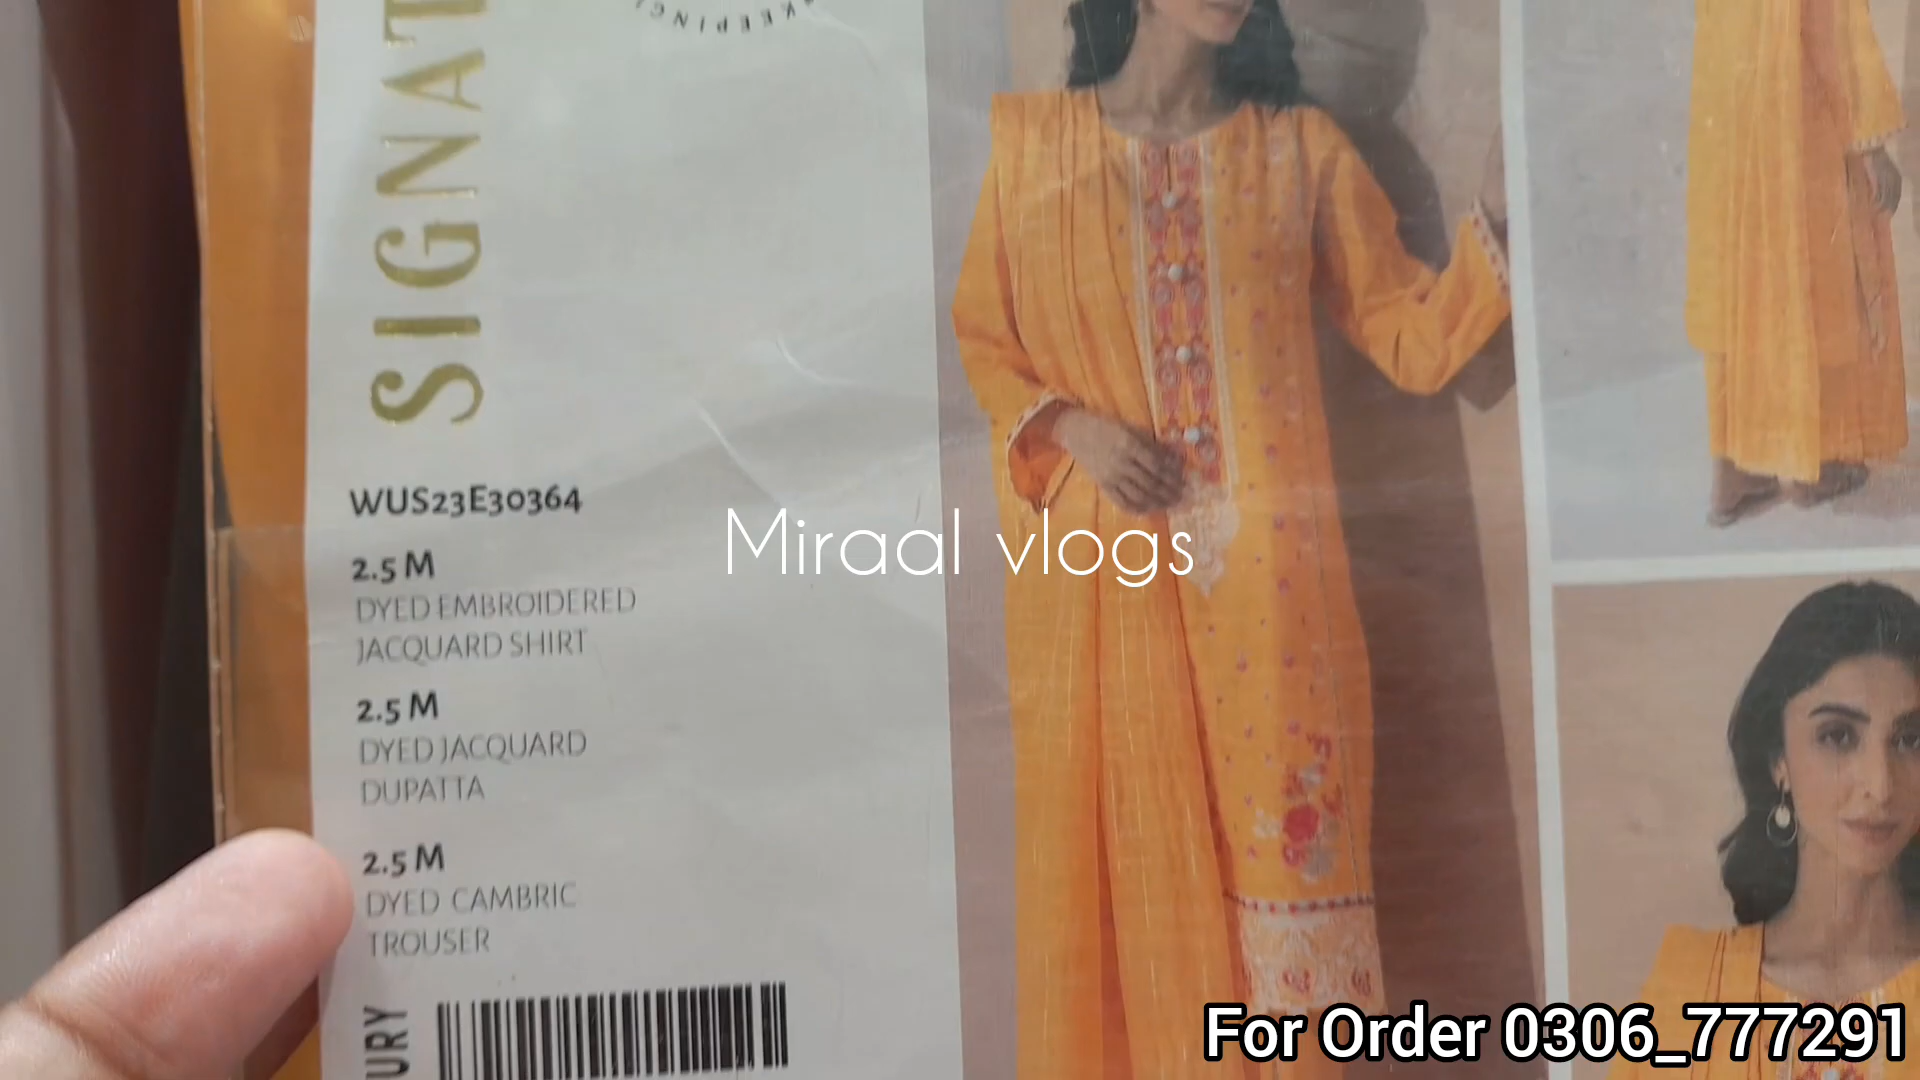 SIGNAT
WUS23E30364
2.5 M
DYED EMBROIDERED
JACQUARD SHIRT
2.5 M
DYED JACQUARD
DUPATTA
2.5 M
DYED CAMBRIC
TROUSER
URY
Miraal vlogs
For Order 0306_777291